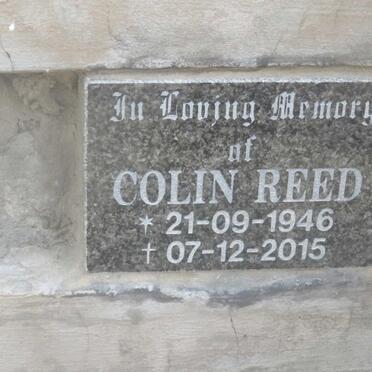 In Loving Memory
of
COLIN REED
* 21-09-1946
† 07-12-2015